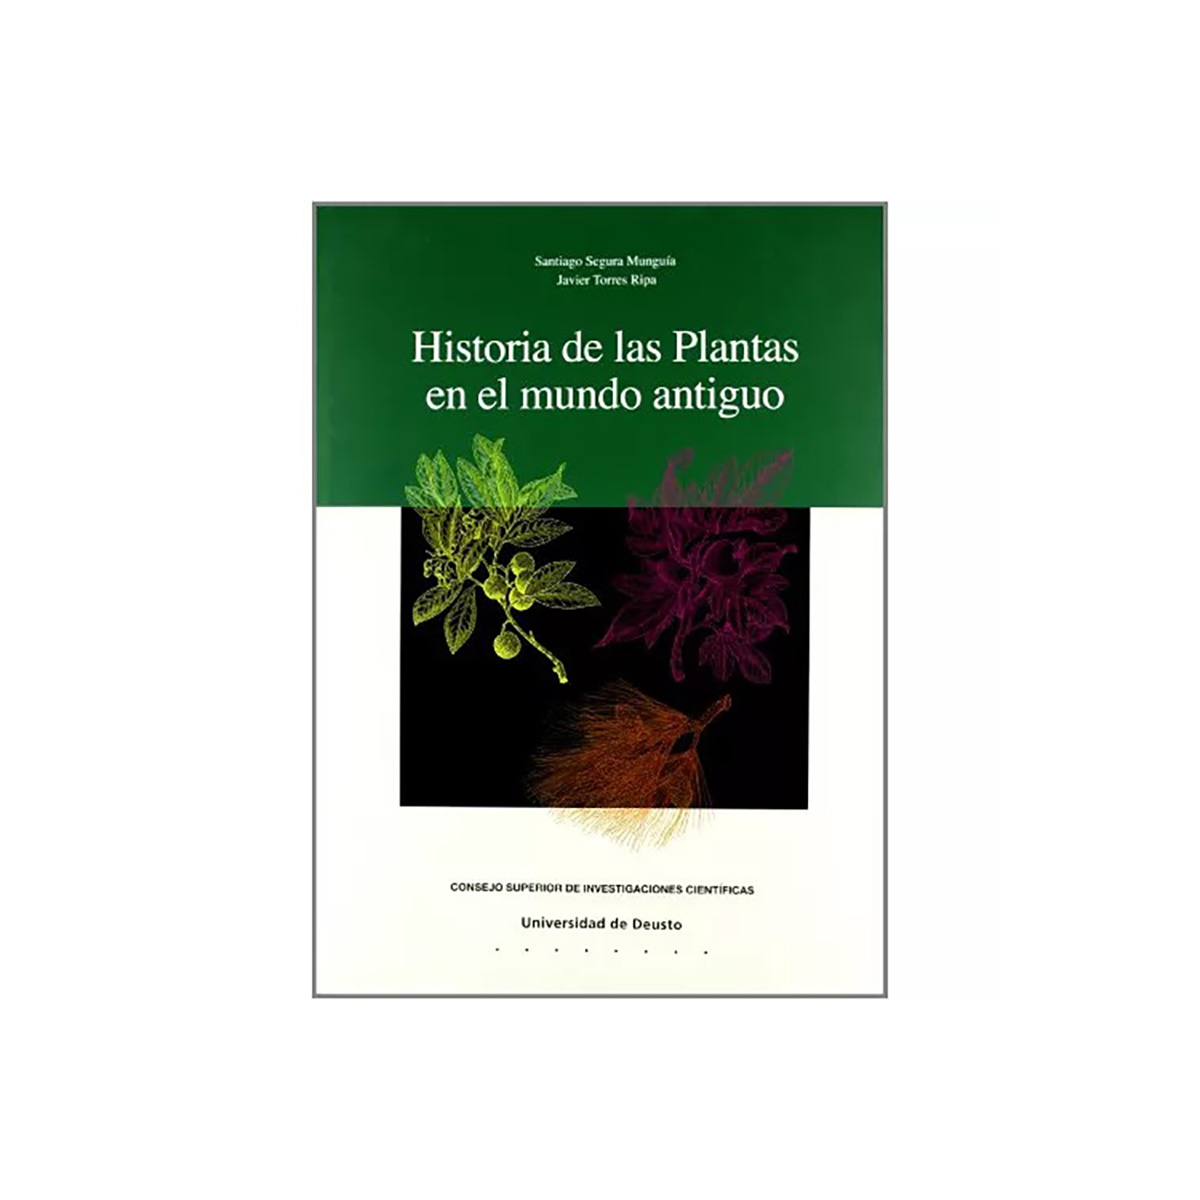 Santiago Segura Munguía
Javier Torres Ripa
Historia de las Plantas
en el mundo antiguo
CONSEJO SUPERIOR DE INVESTIGACIONES CIENTÍFICAS
Universidad de Deusto